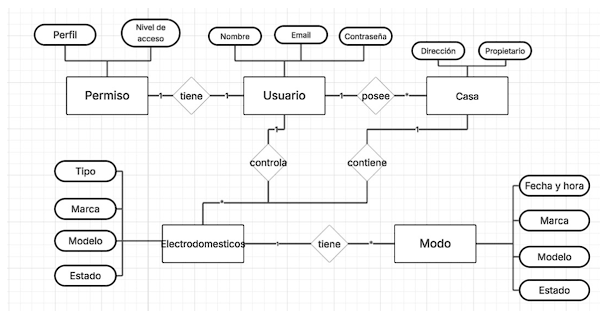 Perfil
Nivel de
acceso
Nombre
Email
Contraseña
Dirección
Propietario
Permiso
1
tiene
1
Usuario
1
posee
*
Casa
1
1
controla
contiene
Tipo
Marca
Modelo
Estado
*
Electrodomesticos
1
tiene
*
Modo
Fecha y hora
Marca
Modelo
Estado